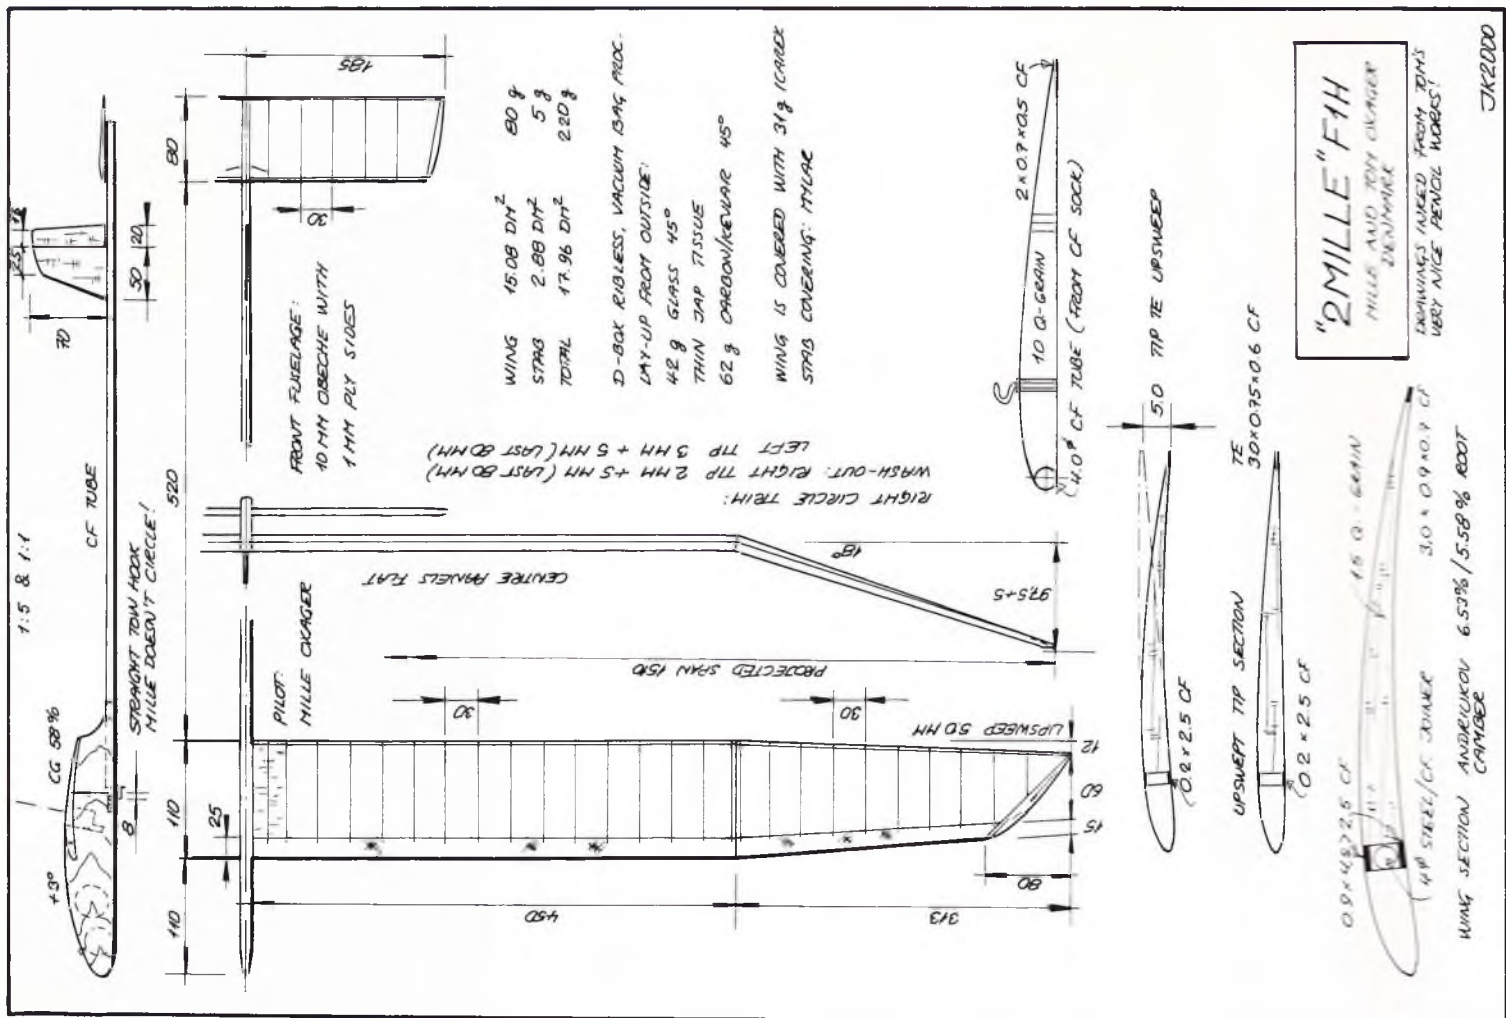 1:5 & 1:1
185
80
30
520
110
110
25
70
25
18
50
20
8
+3°
CG 58%
CF TUBE
STRAIGHT TOW HOOK
MILLE DOESN'T CIRCLE!
FRONT FUSELAGE:
10 MM OBECHE WITH
1 MM PLY SIDES
WING 15.08 DM² 80 g
STAB 2.88 DM² 5 g
TOTAL 17.96 DM² 220 g
D-BOX RIBLESS, VACUUM BAG PROC.
LAY-UP FROM OUTSIDE:
42 g GLASS 45°
THIN JAP TISSUE
62 g CARBON/KEVLAR 45°
WING IS COVERED WITH 31g ICAREX
STAB COVERING: MYLAR
RIGHT CIRCLE TRIM:
WASH-OUT: RIGHT TIP 2 MM +5 MM (LAST 80 MM)
LEFT TIP 3 MM + 5 MM (LAST 80 MM)
CENTRE PANELS FLAT
18°
97.5+5
PROJECTED SPAN 1510
PILOT:
MILLE OKAGER
30
30
UPSWEEP 5.0 MM
12
60
15
80
450
313
2×0.7×0.5 CF
10 Q-GRAIN
4.0ø CF TUBE (FROM CF SOCK)
5.0 TIP TE UPSWEEP
0.2 × 2.5 CF
UPSWEPT TIP SECTION
TE
3.0×0.75×0.6 CF
0.2 × 2.5 CF
1.5 Q-GRAIN
3.0 × 0.9×0.7 CF
4ø STEEL/CF JOINER
WING SECTION ANDRIUKOV 6.53% / 5.58% ROOT
CAMBER
"2MILLE" F1H
MILLE AND TOM OKAGER
DENMARK
DRAWINGS INKED FROM TOM'S
VERY NICE PENCIL WORKS!
JK2000